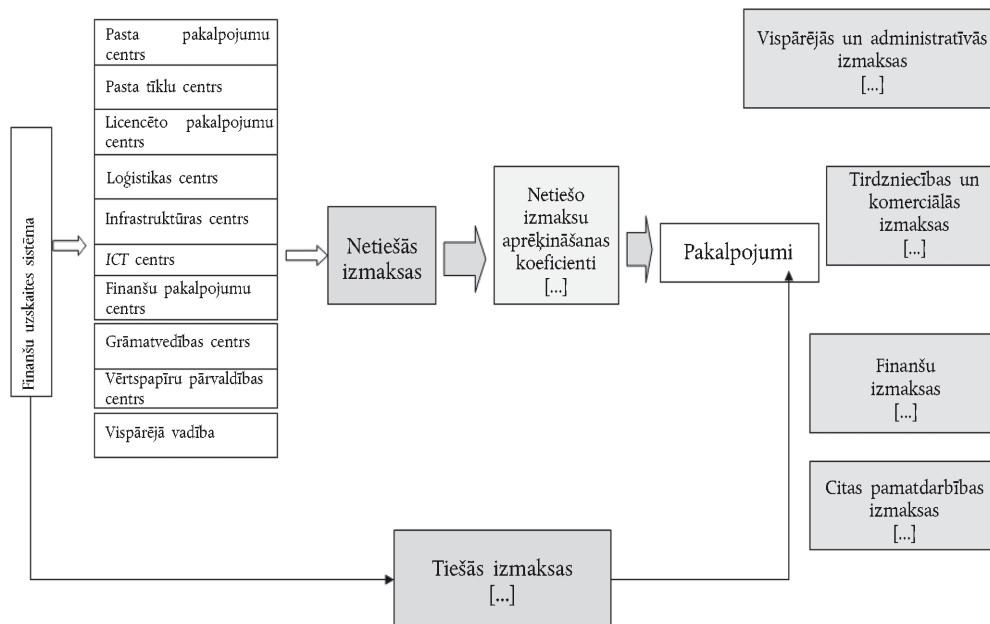 Finanšu uzskaites sistēma
Pasta pakalpojumu
centrs
Pasta tīklu centrs
Licencēto pakalpojumu
centrs
Loģistikas centrs
Infrastruktūras centrs
ICT centrs
Finanšu pakalpojumu
centrs
Grāmatvedības centrs
Vērtspapīru pārvaldības
centrs
Vispārējā vadība
Netiešās
izmaksas
Netiešo
izmaksu
aprēķināšanas
koeficienti
[...]
Pakalpojumi
Tiešās izmaksas
[...]
Vispārējās un administratīvās
izmaksas
[...]
Tirdzniecības un
komerciālās
izmaksas
[...]
Finanšu
izmaksas
[...]
Citas pamatdarbības
izmaksas
[...]